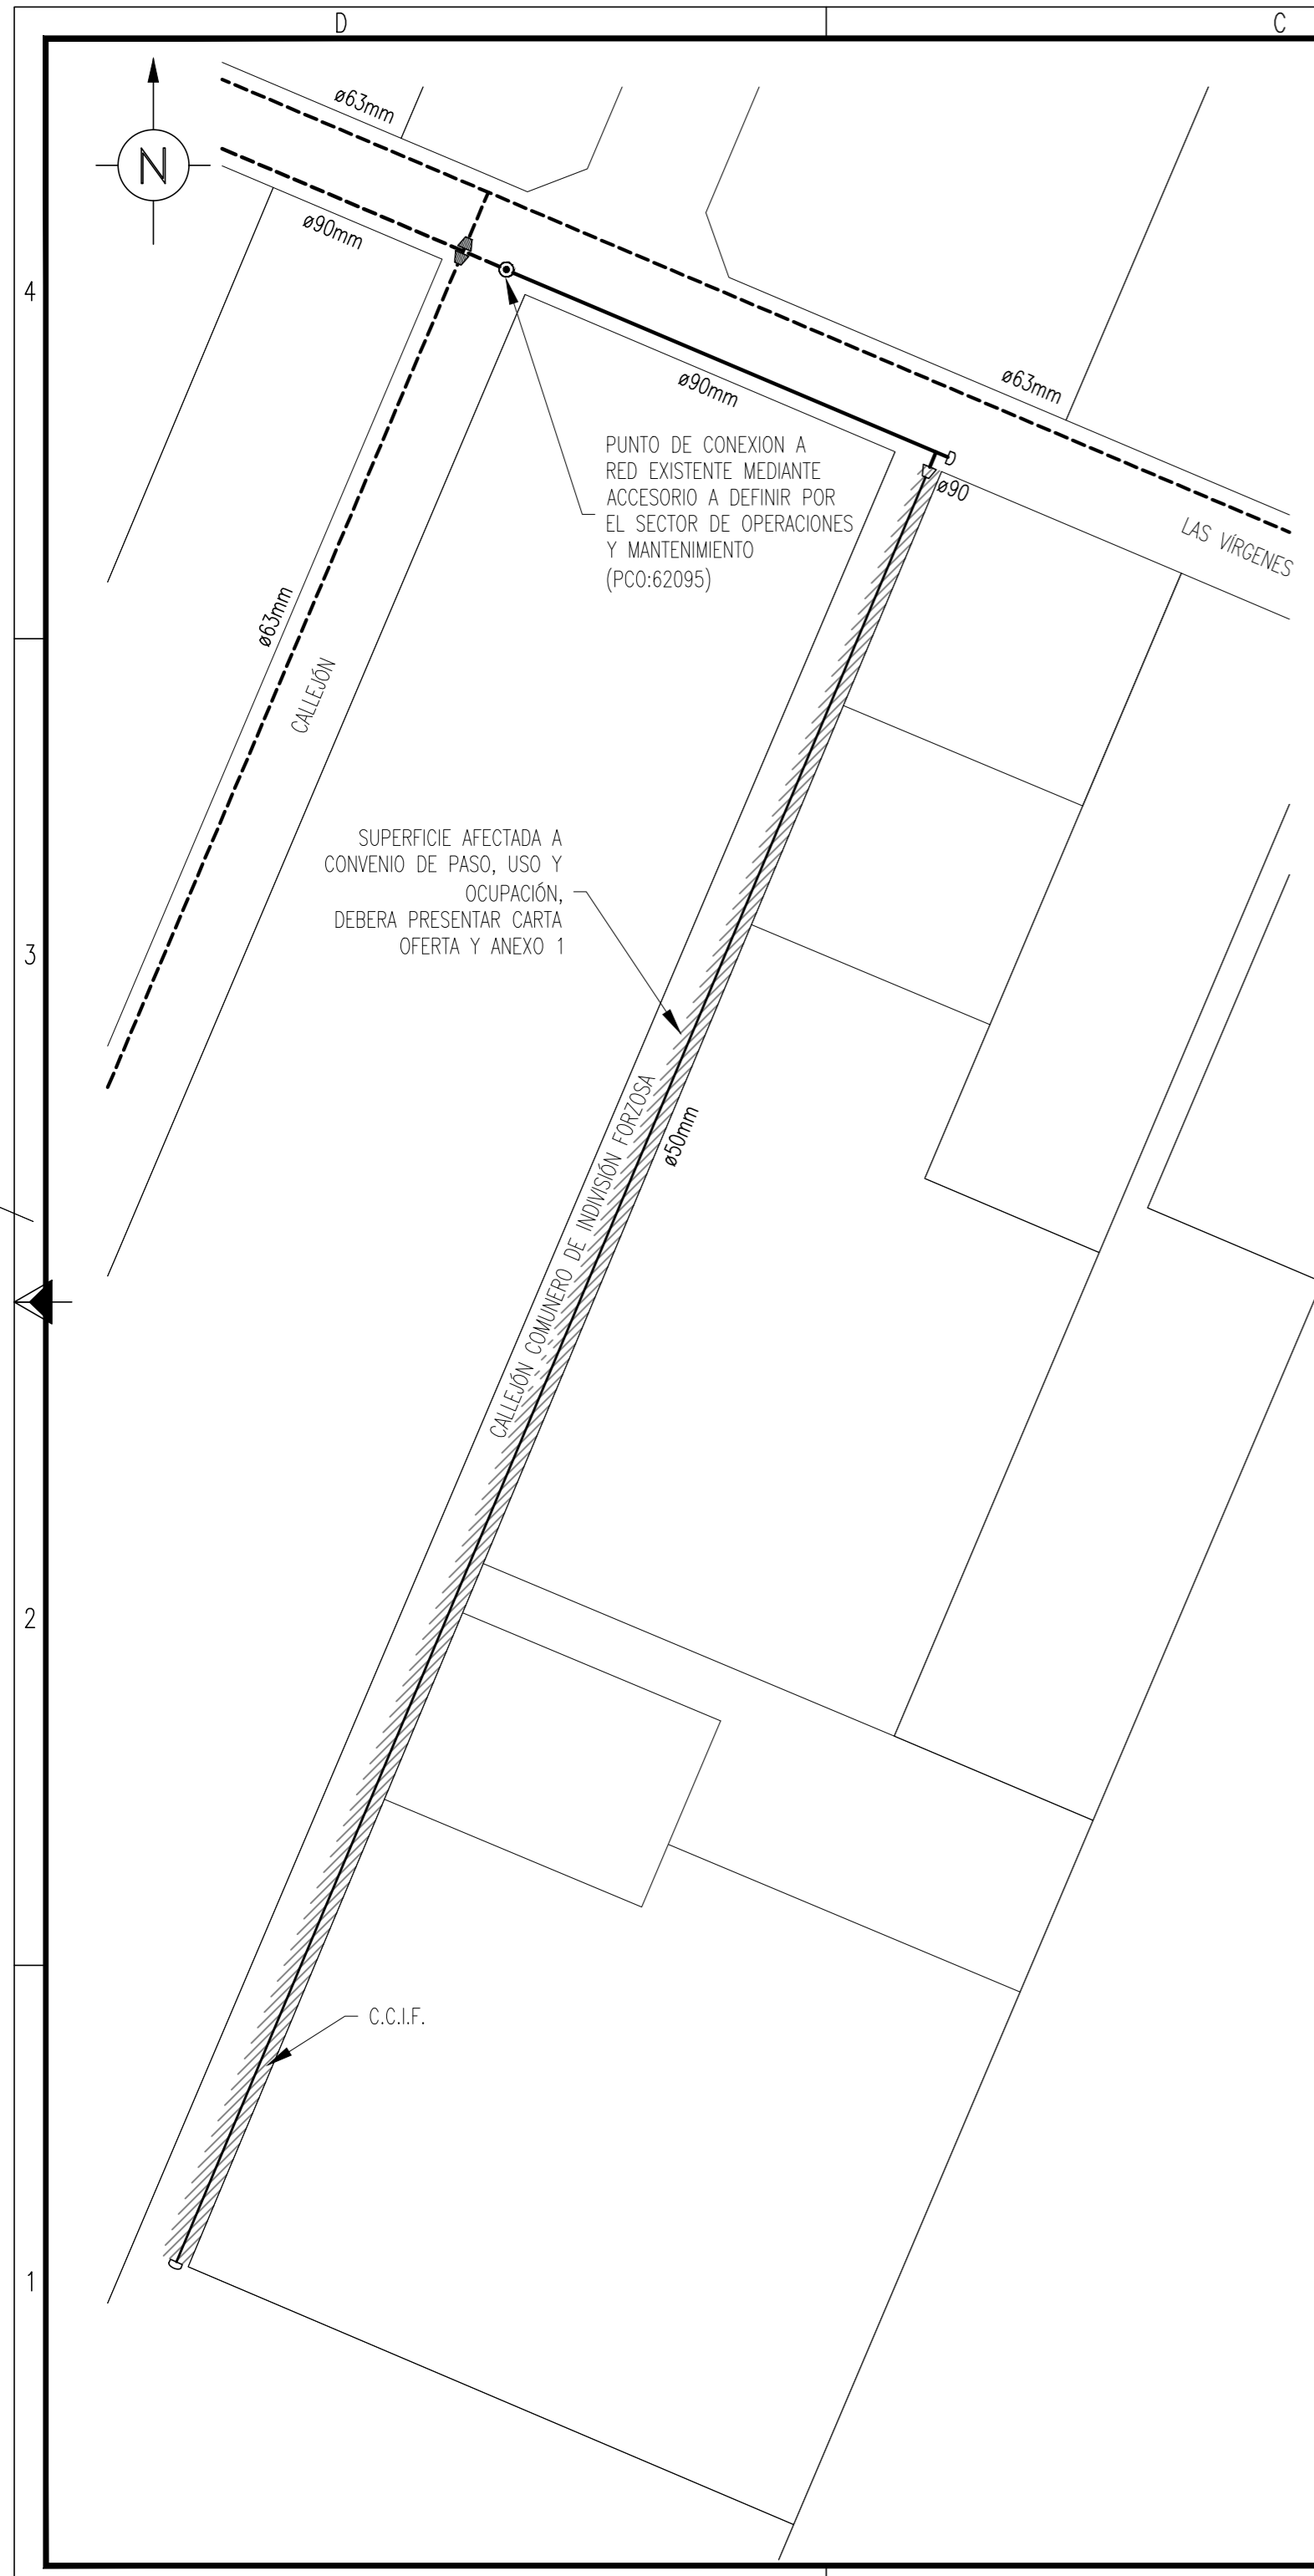 D
C
ø63mm
N
ø90mm
4
ø90mm
ø63mm
PUNTO DE CONEXION A
RED EXISTENTE MEDIANTE
ACCESORIO A DEFINIR POR
EL SECTOR DE OPERACIONES
Y MANTENIMIENTO
(PCO:62095)
ø90
LAS VÍRGENES
ø63mm
CALLEJÓN
SUPERFICIE AFECTADA A
CONVENIO DE PASO, USO Y
OCUPACIÓN,
DEBERA PRESENTAR CARTA
OFERTA Y ANEXO 1
3
CALLEJÓN COMUNERO DE INDIVISIÓN FORZOSA
ø50mm
2
C.C.I.F.
1